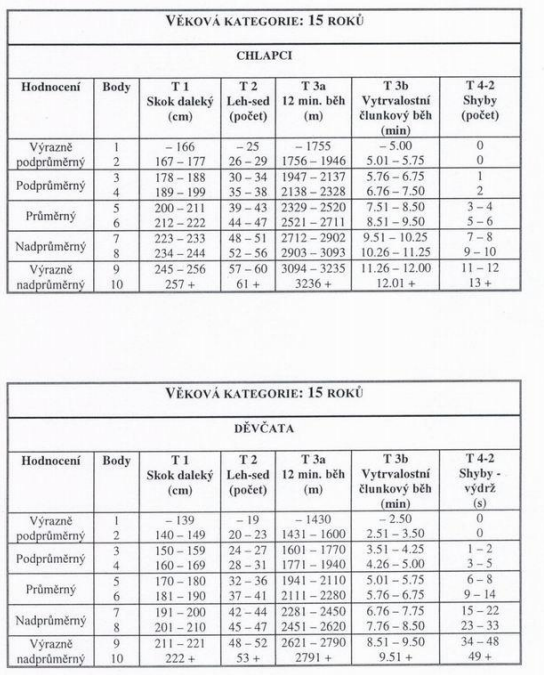 VĚKOVÁ KATEGORIE: 15 ROKŮ
CHLAPCI
Hodnocení Body T 1 T 2 T 3a T 3b T 4-2
Skok daleký Leh-sed 12 min. běh Vytrvalostní Shyby
(cm) (počet) (m) člunkový běh (počet)
(min)
Výrazně 1 – 166 – 25 – 1755 – 5.00 0
podprůměrný 2 167 – 177 26 – 29 1756 – 1946 5.01 – 5.75 0
Podprůměrný 3 178 – 188 30 – 34 1947 – 2137 5.76 – 6.75 1
4 189 – 199 35 – 38 2138 – 2328 6.76 – 7.50 2
Průměrný 5 200 – 211 39 – 43 2329 – 2520 7.51 – 8.50 3 – 4
6 212 – 222 44 – 47 2521 – 2711 8.51 – 9.50 5 – 6
Nadprůměrný 7 223 – 233 48 – 51 2712 – 2902 9.51 – 10.25 7 – 8
8 234 – 244 52 – 56 2903 – 3093 10.26 – 11.25 9 – 10
Výrazně 9 245 – 256 57 – 60 3094 – 3235 11.26 – 12.00 11 – 12
nadprůměrný 10 257 + 61 + 3236 + 12.01 + 13 +
VĚKOVÁ KATEGORIE: 15 ROKŮ
DĚVČATA
Hodnocení Body T 1 T 2 T 3a T 3b T 4-2
Skok daleký Leh-sed 12 min. běh Vytrvalostní Shyby -
(cm) (počet) (m) člunkový běh výdrž
(min) (s)
Výrazně 1 – 139 – 19 – 1430 – 2.50 0
podprůměrný 2 140 – 149 20 – 23 1431 – 1600 2.51 – 3.50 0
Podprůměrný 3 150 – 159 24 – 27 1601 – 1770 3.51 – 4.25 1 – 2
4 160 – 169 28 – 31 1771 – 1940 4.26 – 5.00 3 – 5
Průměrný 5 170 – 180 32 – 36 1941 – 2110 5.01 – 5.75 6 – 8
6 181 – 190 37 – 41 2111 – 2280 5.76 – 6.75 9 – 14
Nadprůměrný 7 191 – 200 42 – 44 2281 – 2450 6.76 – 7.75 15 – 22
8 201 – 210 45 – 47 2451 – 2620 7.76 – 8.50 23 – 33
Výrazně 9 211 – 221 48 – 52 2621 – 2790 8.51 – 9.50 34 – 48
nadprůměrný 10 222 + 53 + 2791 + 9.51 + 49 +